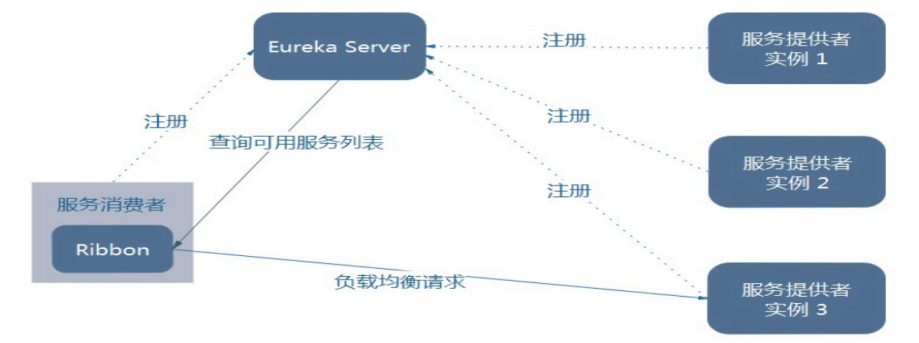 Eureka Server
注册
服务提供者
实例 1
注册
注册
查询可用服务列表
服务提供者
实例 2
注册
服务消费者
Ribbon
负载均衡请求
服务提供者
实例 3